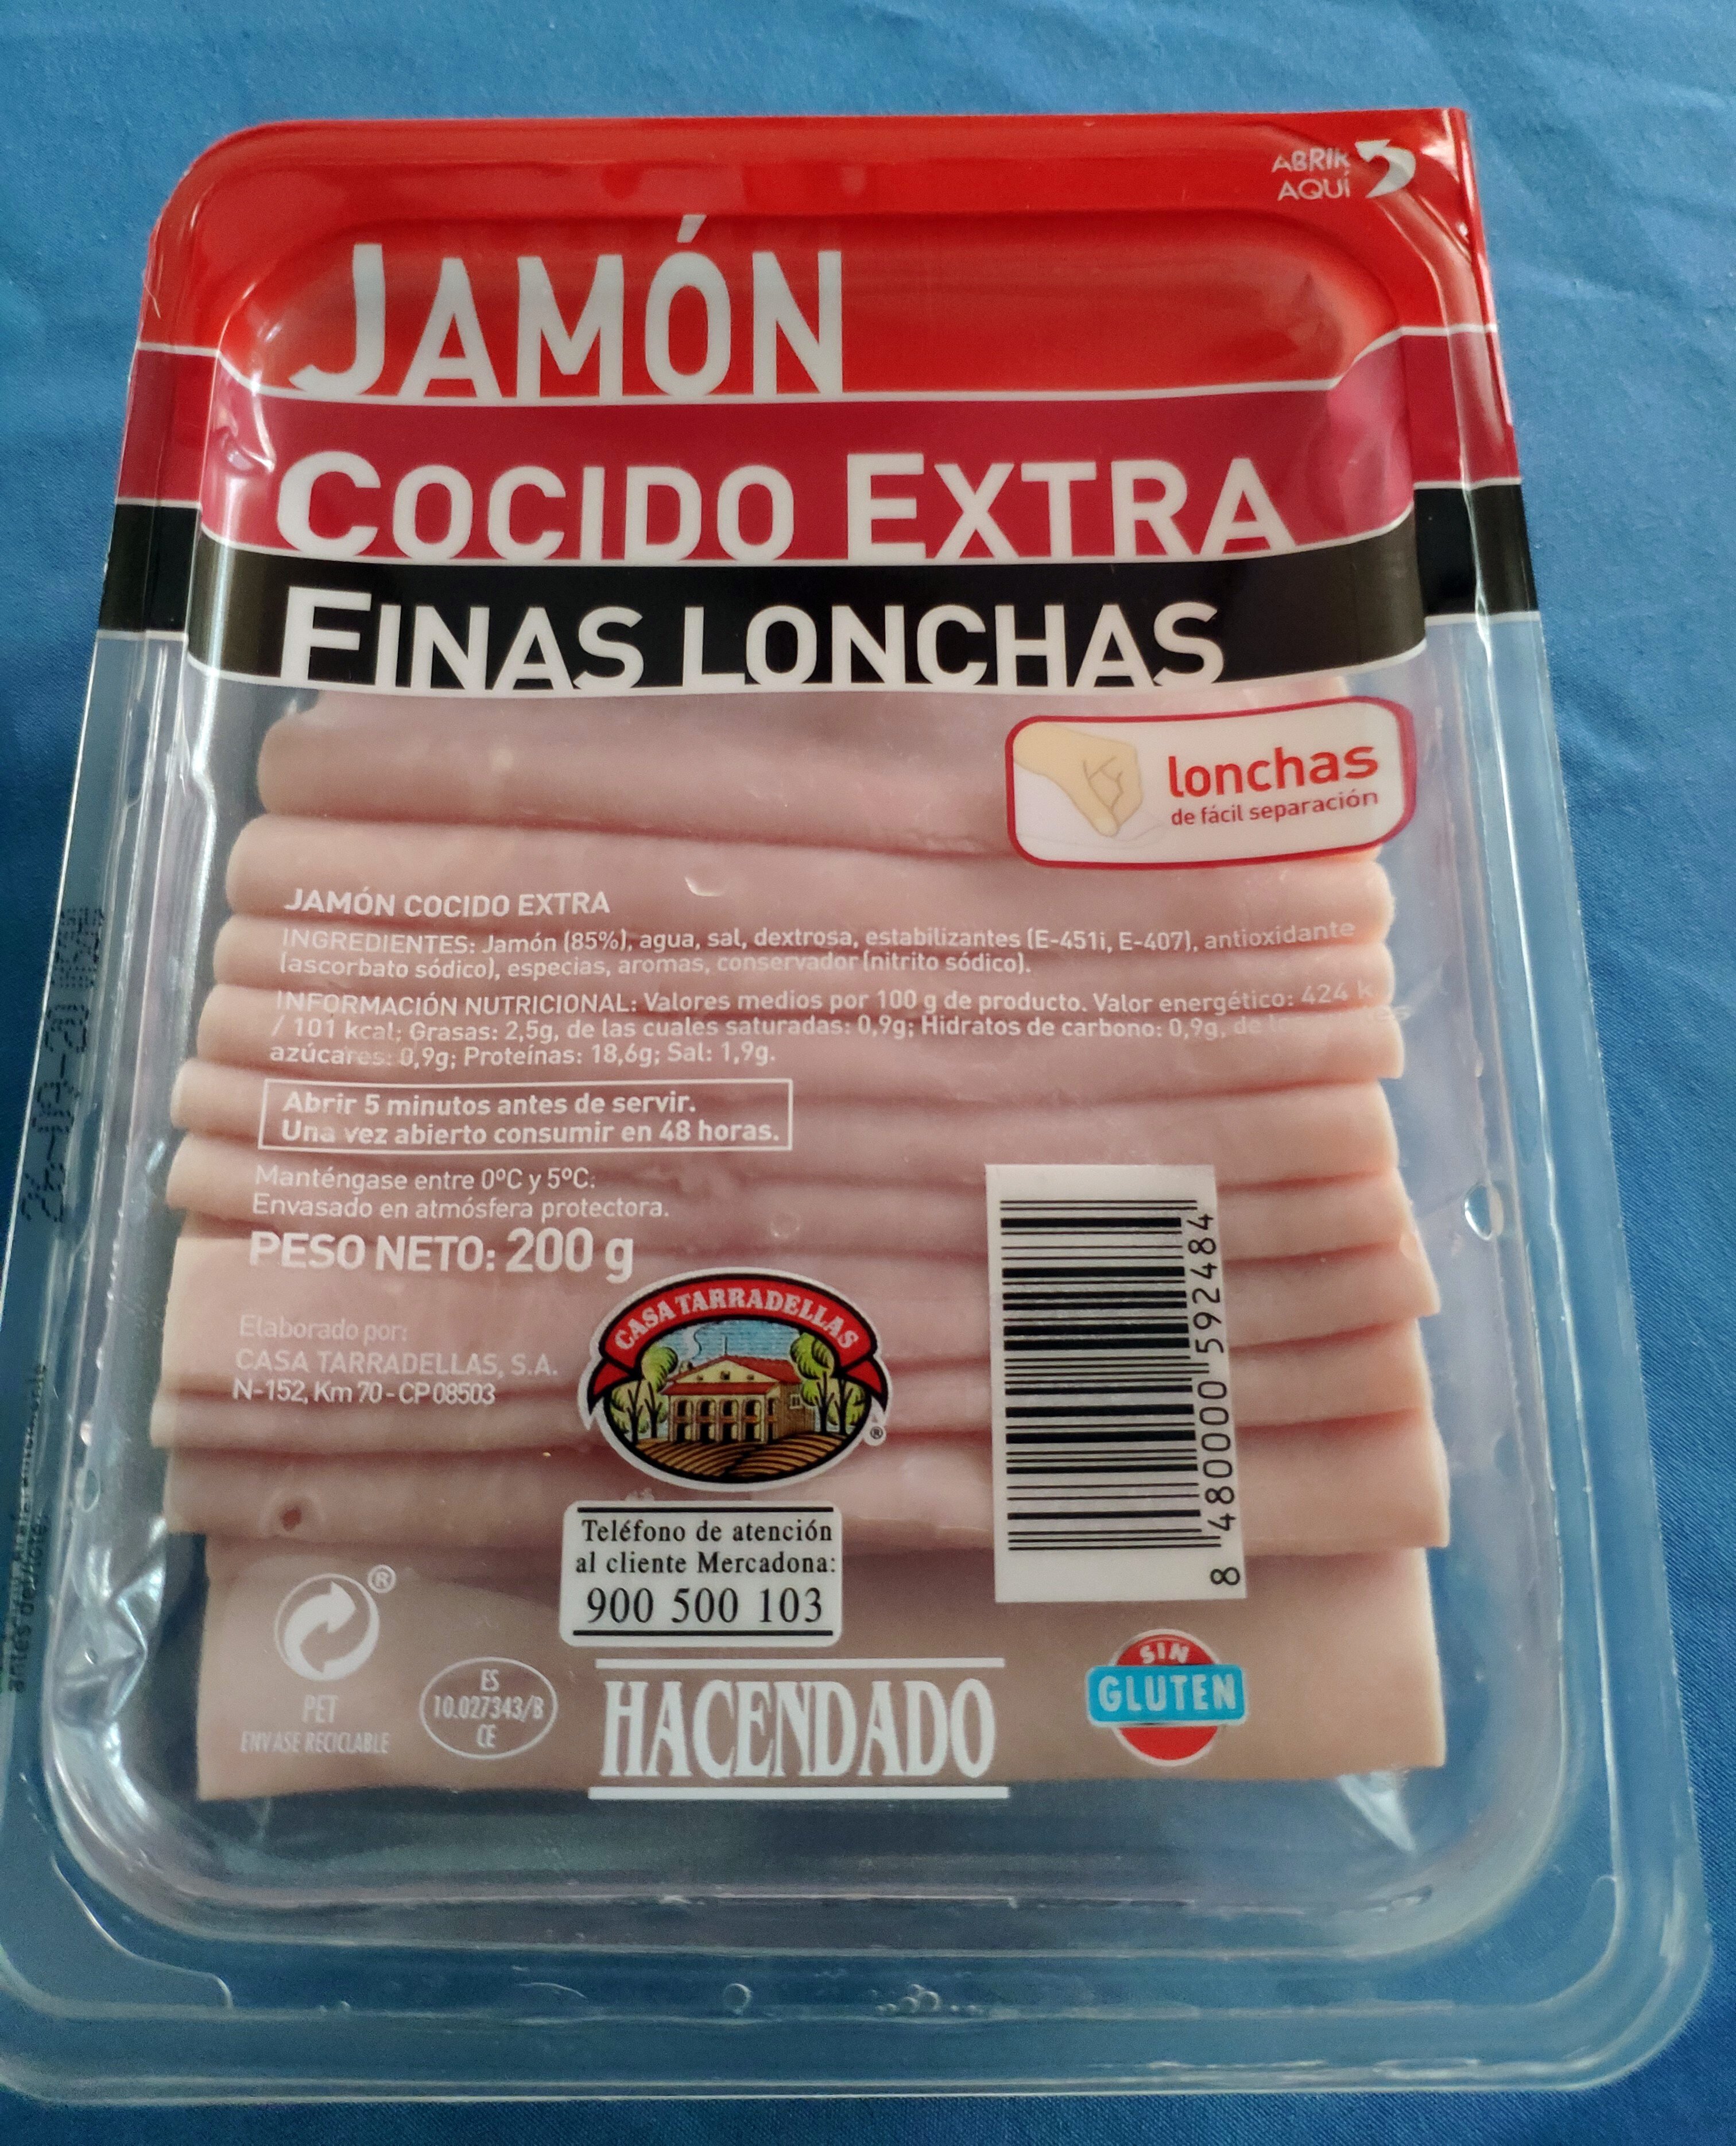 ABRIR
AQUÍ
JAMÓN
COCIDO EXTRA
FINAS LONCHAS
lonchas
de fácil separación
JAMÓN COCIDO EXTRA
INGREDIENTES: Jamón (85%), agua, sal, dextrosa, estabilizantes (E-451i, E-407), antioxidante
(ascorbato sódico), especias, aromas, conservador (nitrito sódico).
INFORMACIÓN NUTRICIONAL: Valores medios por 100 g de producto. Valor energético: 424 k
/ 101 kcal; Grasas: 2,5g, de las cuales saturadas: 0,9g; Hidratos de carbono: 0,9g, de
azúcares: 0,9g; Proteínas: 18,6g; Sal: 1,9g.
Abrir 5 minutos antes de servir.
Una vez abierto consumir en 48 horas.
Manténgase entre 0ºC y 5ºC.
Envasado en atmósfera protectora.
PESO NETO: 200 g
Elaborado por:
CASA TARRADELLAS, S.A.
N-152, Km 70 - CP 08503
CASA TARRADELLAS
®
8 480000 592484
Teléfono de atención
al cliente Mercadona:
900 500 103
®
PET
ENVASE RECICLABLE
ES
10.027343/B
CE
HACENDADO
SIN
GLUTEN